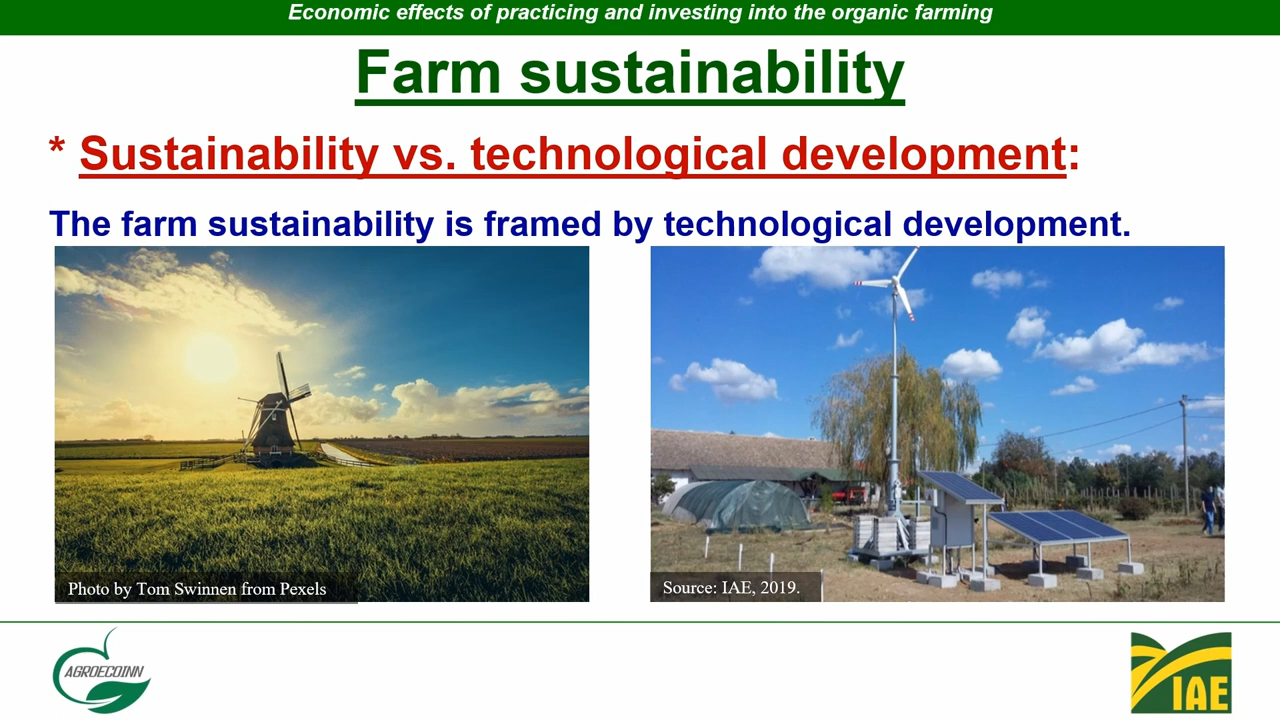 Economic effects of practicing and investing into the organic farming
Farm sustainability
* Sustainability vs. technological development:
The farm sustainability is framed by technological development.
Photo by Tom Swinnen from Pexels
Source: IAE, 2019.
AGROECOINN
IAE